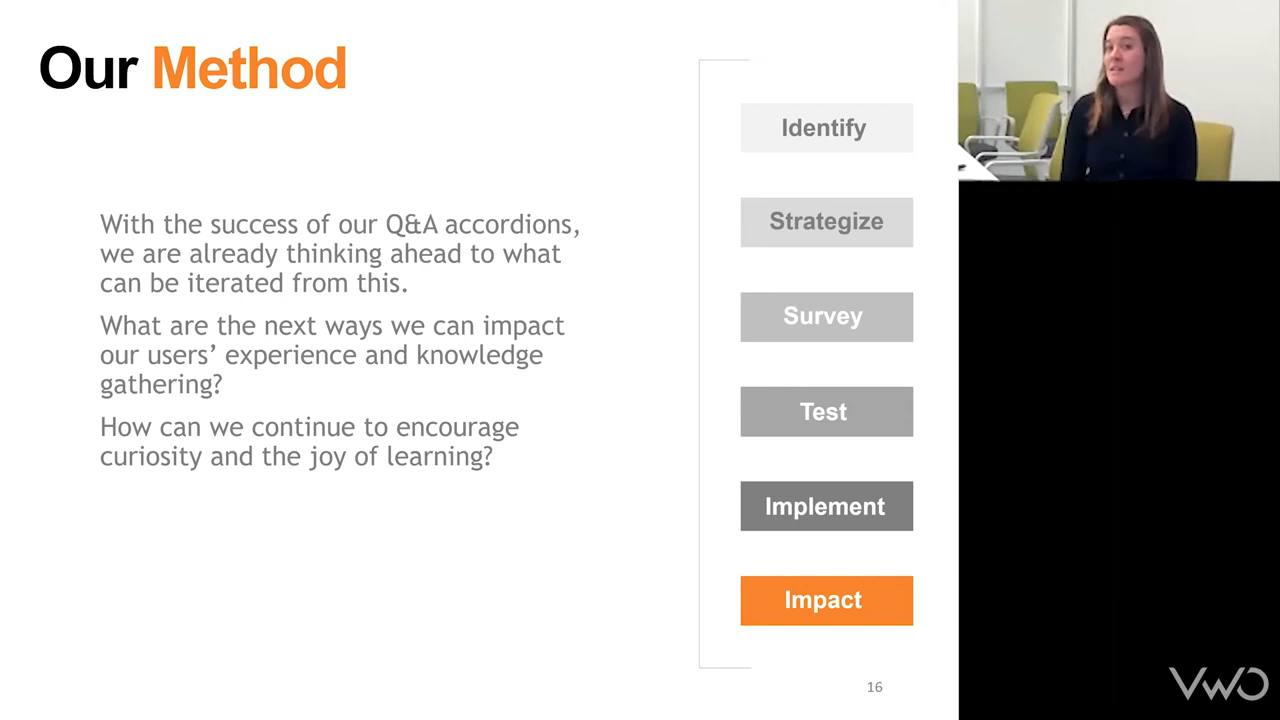 Our Method
With the success of our Q&A accordions,
we are already thinking ahead to what
can be iterated from this.
What are the next ways we can impact
our users’ experience and knowledge
gathering?
How can we continue to encourage
curiosity and the joy of learning?
Identify
Strategize
Survey
Test
Implement
Impact
16
VWO